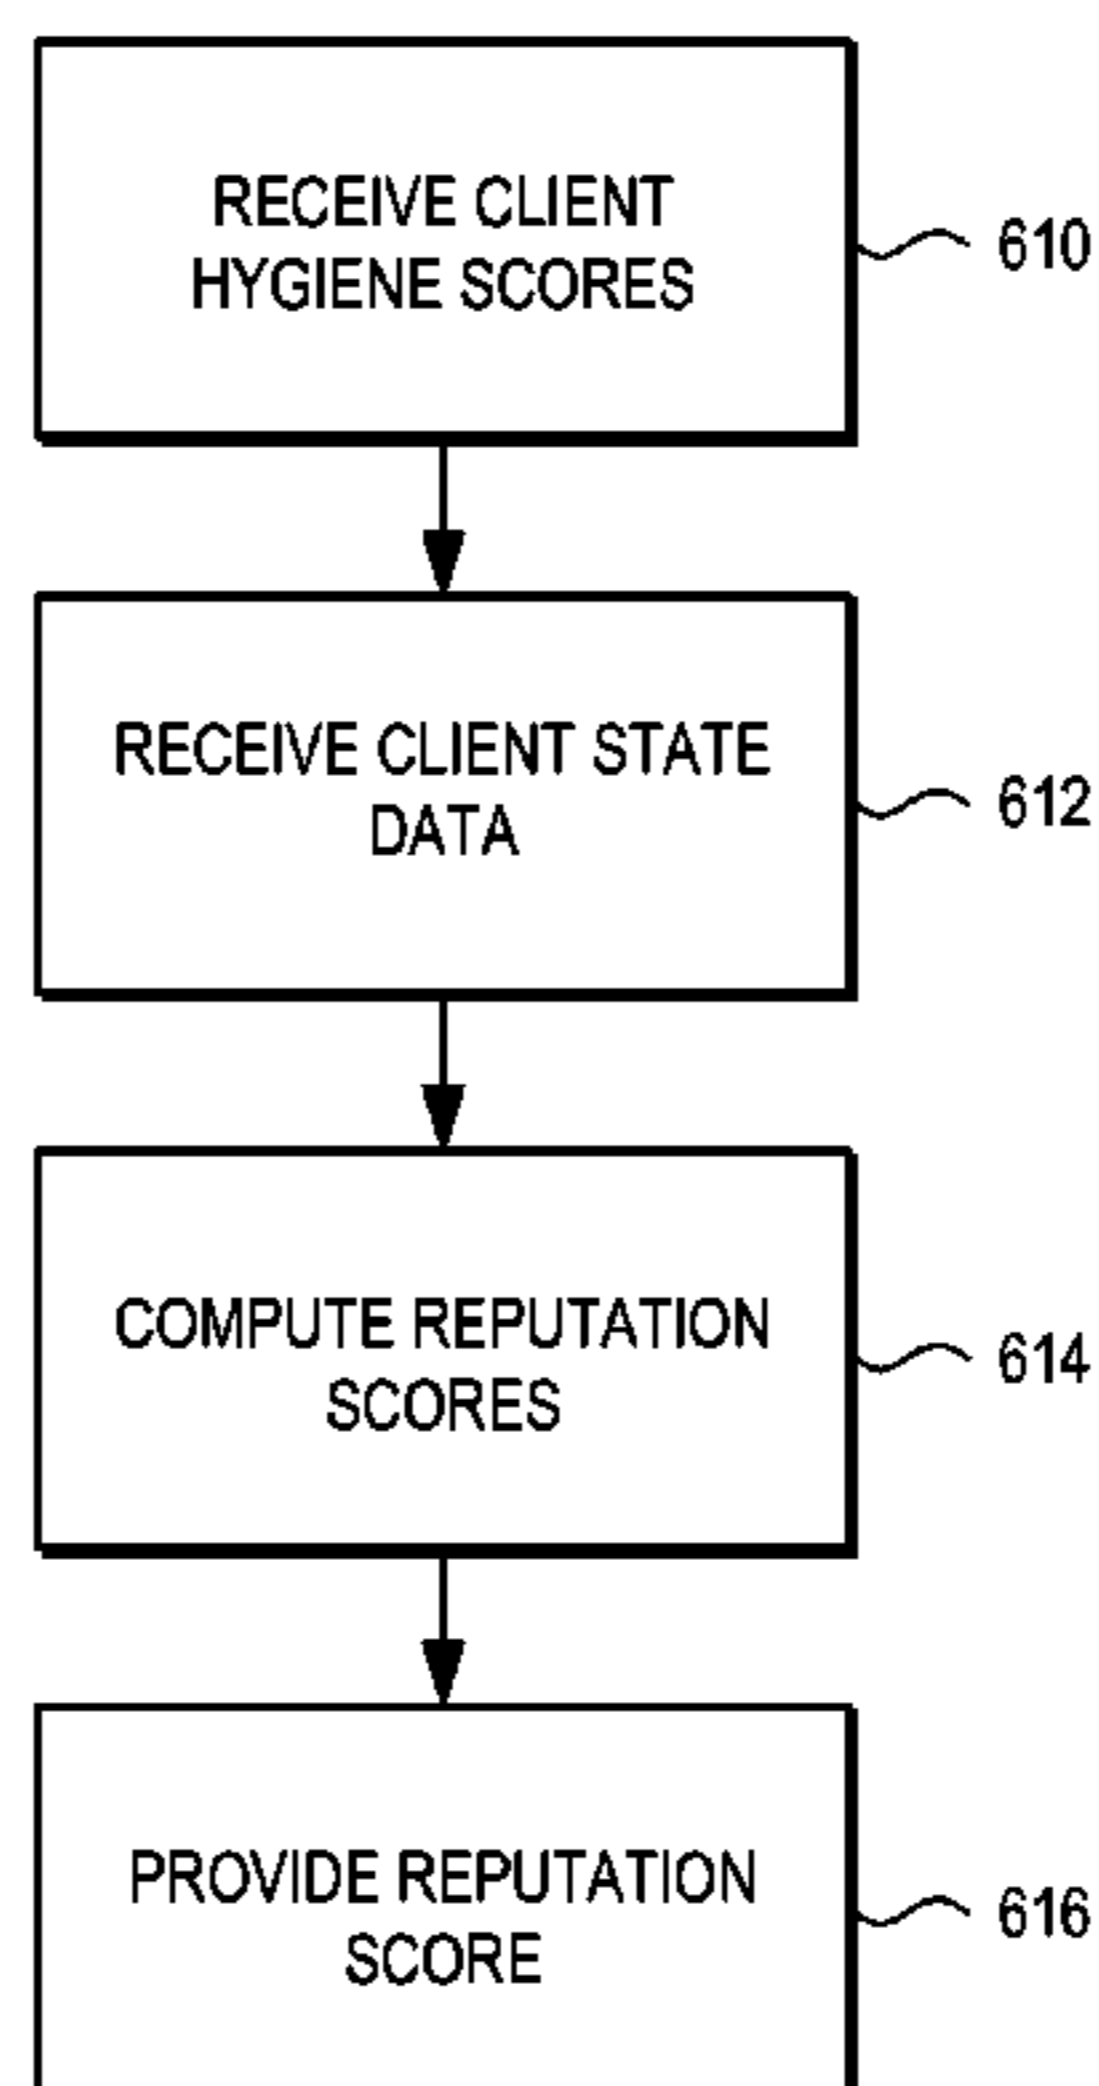 RECEIVE CLIENT
HYGIENE SCORES
610
RECEIVE CLIENT STATE
DATA
612
COMPUTE REPUTATION
SCORES
614
PROVIDE REPUTATION
SCORE
616